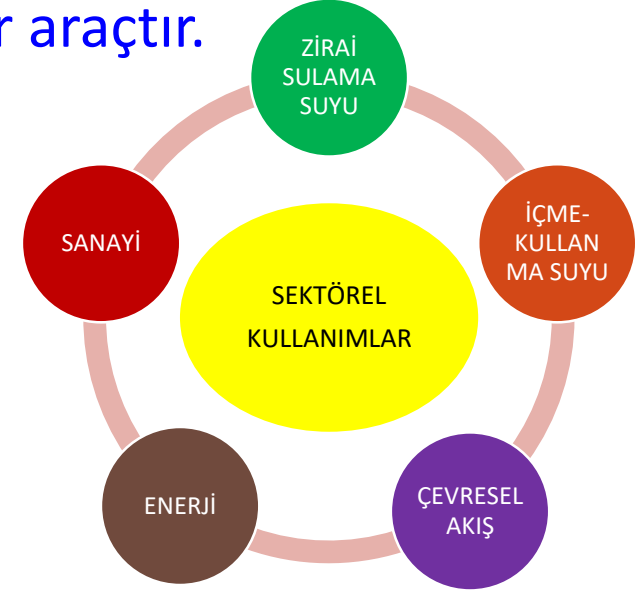 r araçtır.
ZİRAİ
SULAMA
SUYU
İÇME-
KULLAN
MA SUYU
SANAYİ
SEKTÖREL
KULLANIMLAR
ENERJİ
ÇEVRESEL
AKIŞ